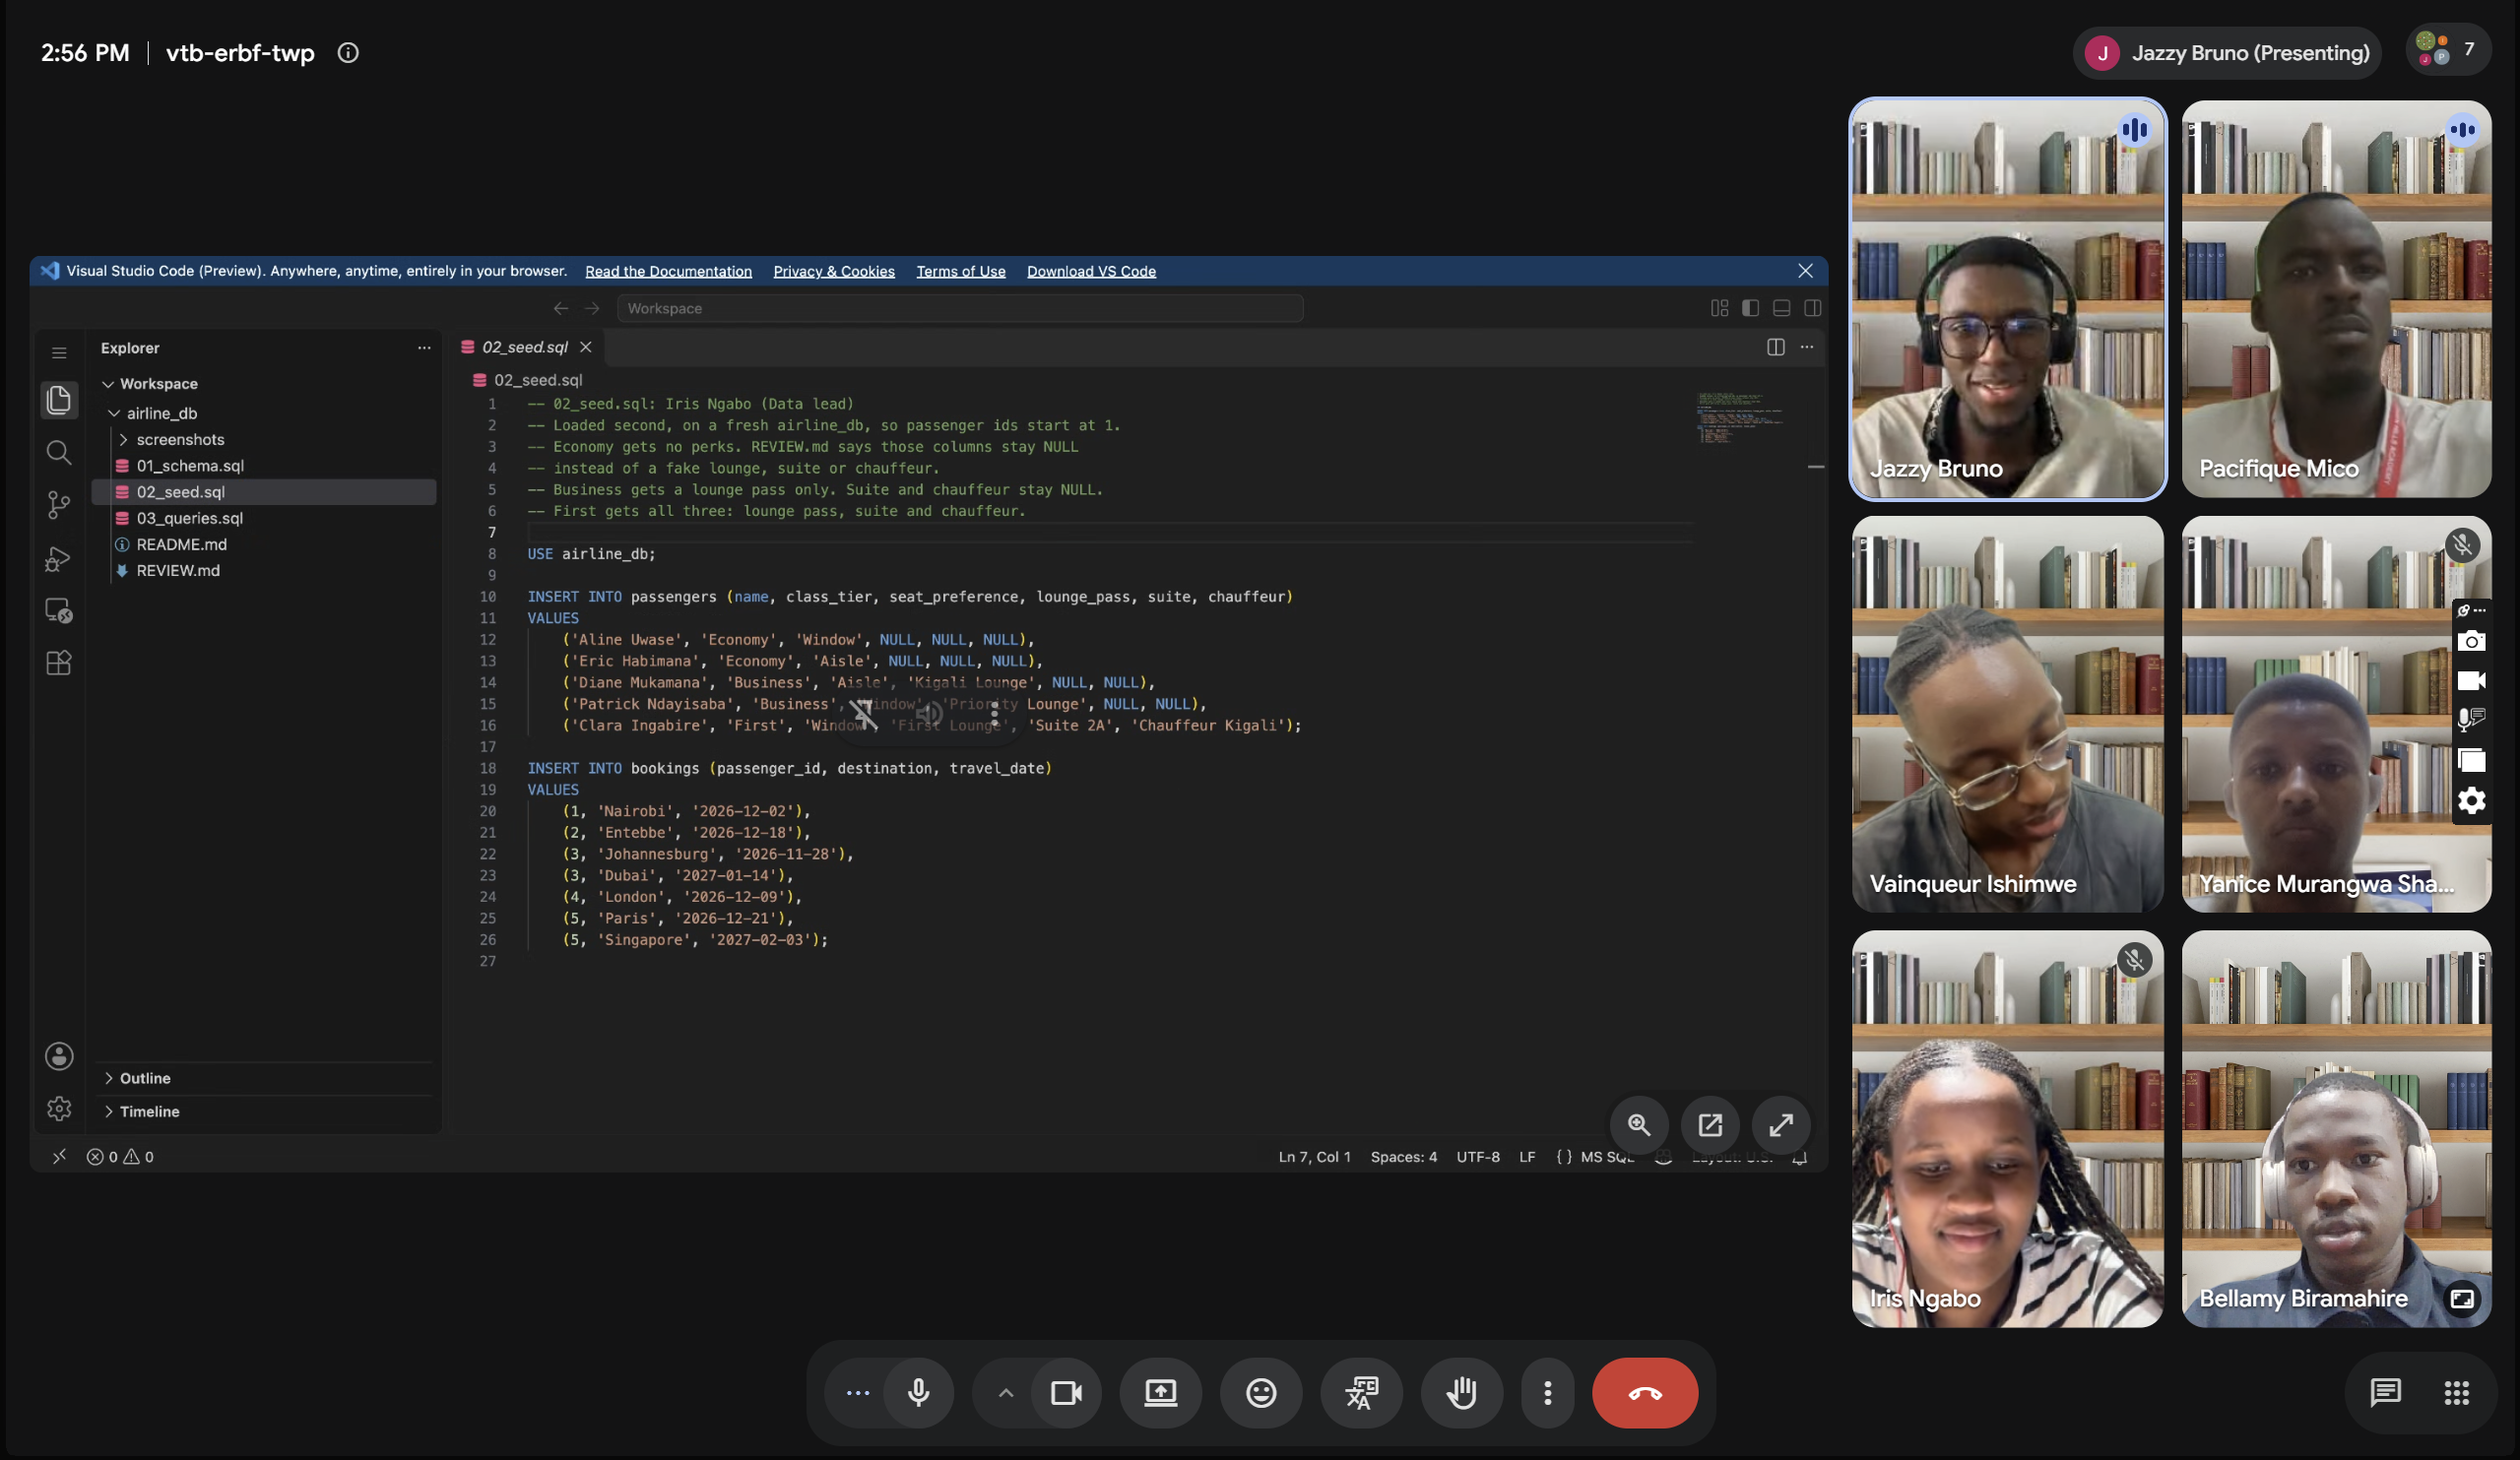 2:56 PM | vtb-erbf-twp
Jazzy Bruno (Presenting)
7
Visual Studio Code (Preview). Anywhere, anytime, entirely in your browser. Read the Documentation Privacy & Cookies Terms of Use Download VS Code
Workspace
Explorer
Workspace
airline_db
screenshots
01_schema.sql
02_seed.sql
03_queries.sql
README.md
REVIEW.md
Outline
Timeline
02_seed.sql
02_seed.sql
1 -- 02_seed.sql: Iris Ngabo (Data lead)
2 -- Loaded second, on a fresh airline_db, so passenger ids start at 1.
3 -- Economy gets no perks. REVIEW.md says those columns stay NULL
4 -- instead of a fake lounge, suite or chauffeur.
5 -- Business gets a lounge pass only. Suite and chauffeur stay NULL.
6 -- First gets all three: lounge pass, suite and chauffeur.
7
8 USE airline_db;
9
10 INSERT INTO passengers (name, class_tier, seat_preference, lounge_pass, suite, chauffeur)
11 VALUES
12 ('Aline Uwase', 'Economy', 'Window', NULL, NULL, NULL),
13 ('Eric Habimana', 'Economy', 'Aisle', NULL, NULL, NULL),
14 ('Diane Mukamana', 'Business', 'Aisle', 'Kigali Lounge', NULL, NULL),
15 ('Patrick Ndayisaba', 'Business', 'Window', 'Priority Lounge', NULL, NULL),
16 ('Clara Ingabire', 'First', 'Window', 'First Lounge', 'Suite 2A', 'Chauffeur Kigali');
17
18 INSERT INTO bookings (passenger_id, destination, travel_date)
19 VALUES
20 (1, 'Nairobi', '2026-12-02'),
21 (2, 'Entebbe', '2026-12-18'),
22 (3, 'Johannesburg', '2026-11-28'),
23 (3, 'Dubai', '2027-01-14'),
24 (4, 'London', '2026-12-09'),
25 (5, 'Paris', '2026-12-21'),
26 (5, 'Singapore', '2027-02-03');
27
0 0
Ln 7, Col 1 Spaces: 4 UTF-8 LF {} MS SQL
Jazzy Bruno
Pacifique Mico
Vainqueur Ishimwe
Yanice Murangwa Sha...
Iris Ngabo
Bellamy Biramahire